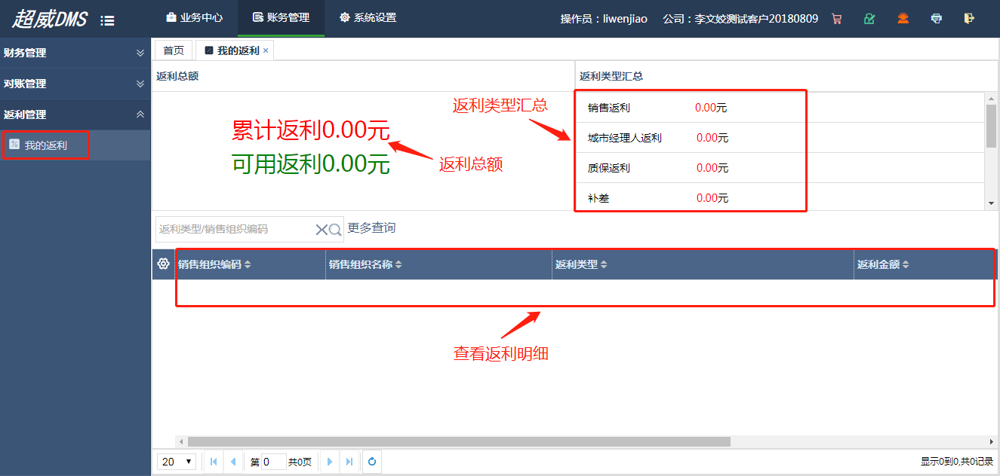 超威DMS 业务中心 账务管理 系统设置 操作员：liwenjiao 公司：李文姣测试客户20180809
财务管理
对账管理
返利管理
我的返利
首页 我的返利 ×
返利总额 返利类型汇总
累计返利0.00元
可用返利0.00元
返利总额
返利类型汇总
销售返利 0.00元
城市经理人返利 0.00元
质保返利 0.00元
补差 0.00元
返利类型/销售组织编码 更多查询
销售组织编码 销售组织名称 返利类型 返利金额
查看返利明细
20 第 0 共0页 显示0到0,共0记录